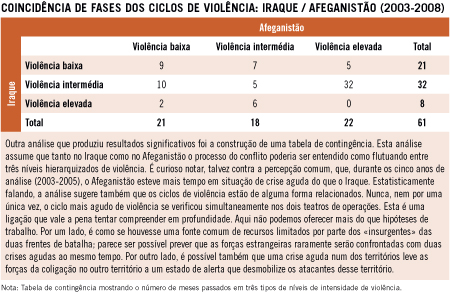 COINCIDÊNCIA DE FASES DOS CICLOS DE VIOLÊNCIA: IRAQUE / AFEGANISTÃO (2003-2008)
Afeganistão
Violência baixa Violência intermédia Violência elevada Total
Iraque
Violência baixa 9 7 5 21
Violência intermédia 10 5 32 32
Violência elevada 2 6 0 8
Total 21 18 22 61
Outra análise que produziu resultados significativos foi a construção de uma tabela de contingência. Esta análise
assume que tanto no Iraque como no Afeganistão o processo do conflito poderia ser entendido como flutuando entre
três níveis hierarquizados de violência. É curioso notar, talvez contra a percepção comum, que, durante os cinco anos de
análise (2003-2005), o Afeganistão esteve mais tempo em situação de crise aguda do que o Iraque. Estatisticamente
falando, a análise sugere também que os ciclos de violência estão de alguma forma relacionados. Nunca, nem por uma
única vez, o ciclo mais agudo de violência se verificou simultaneamente nos dois teatros de operações. Esta é uma
ligação que vale a pena tentar compreender em profundidade. Aqui não podemos oferecer mais do que hipóteses de
trabalho. Por um lado, é como se houvesse uma fonte comum de recursos limitados por parte dos «insurgentes» das
duas frentes de batalha; parece ser possível prever que as forças estrangeiras raramente serão confrontadas com duas
crises agudas ao mesmo tempo. Por outro lado, é possível também que uma crise aguda num dos territórios leve as
forças da coligação no outro território a um estado de alerta que desmobilize os atacantes desse território.
Nota: Tabela de contingência mostrando o número de meses passados em três tipos de níveis de intensidade de violência.